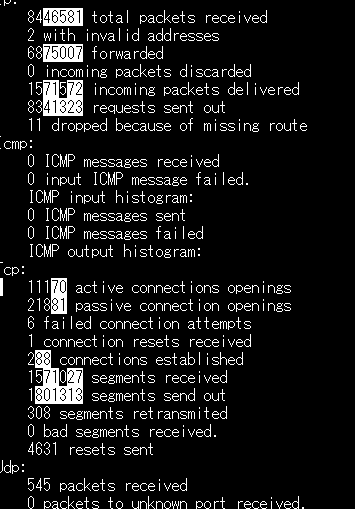 p:
8446581 total packets received
2 with invalid addresses
6875007 forwarded
0 incoming packets discarded
1571572 incoming packets delivered
8341323 requests sent out
11 dropped because of missing route
Icmp:
0 ICMP messages received
0 input ICMP message failed.
ICMP input histogram:
0 ICMP messages sent
0 ICMP messages failed
ICMP output histogram:
Tcp:
11170 active connections openings
21881 passive connection openings
6 failed connection attempts
1 connection resets received
288 connections established
1571027 segments received
1801313 segments send out
308 segments retransmited
0 bad segments received.
4631 resets sent
Udp:
545 packets received
0 packets to unknown port received.